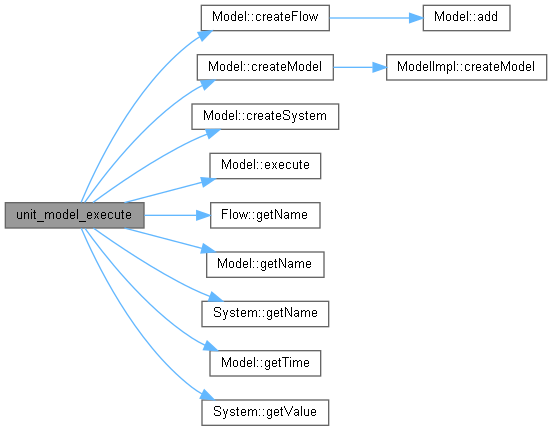 unit_model_execute
Model::createFlow
Model::add
Model::createModel
ModelImpl::createModel
Model::createSystem
Model::execute
Flow::getName
Model::getName
System::getName
Model::getTime
System::getValue